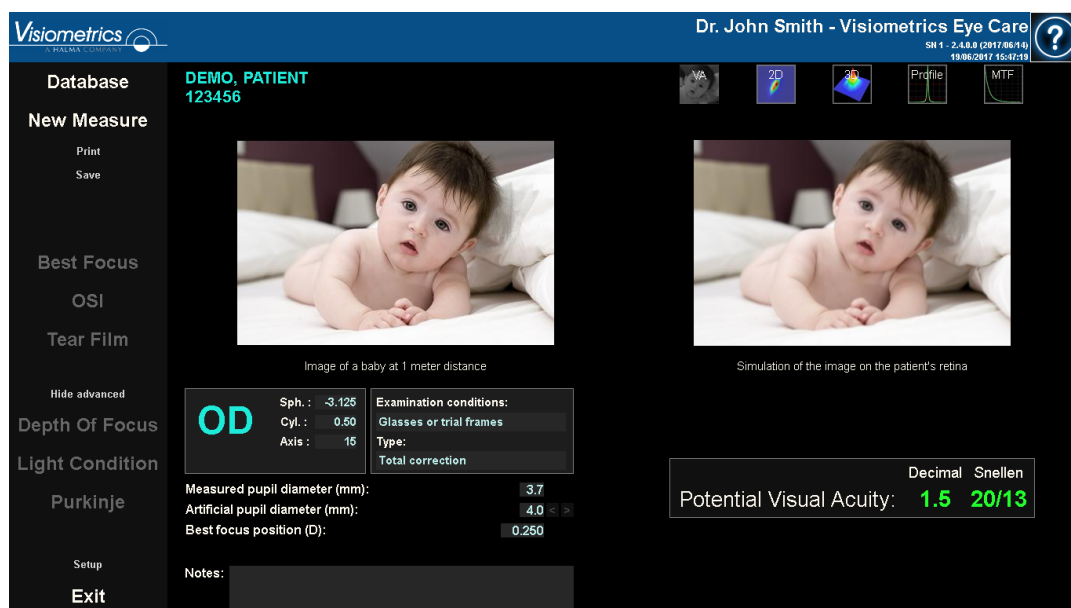 Visiometrics
A HALMA COMPANY
Dr. John Smith - Visiometrics Eye Care
SN 1 - 2.4.0.0 (2017/06/14)
19/06/2017 15:47:19
?
Database
New Measure
Print
Save
Best Focus
OSI
Tear Film
Hide advanced
Depth Of Focus
Light Condition
Purkinje
Setup
Exit
DEMO, PATIENT
123456
VA 2D 3D Profile MTF
Image of a baby at 1 meter distance
Simulation of the image on the patient's retina
OD
Sph. : -3.125
Cyl. : 0.50
Axis : 15
Examination conditions:
Glasses or trial frames
Type:
Total correction
Measured pupil diameter (mm): 3.7
Artificial pupil diameter (mm): 4.0 < >
Best focus position (D): 0.250
Notes:
Decimal Snellen
Potential Visual Acuity: 1.5 20/13